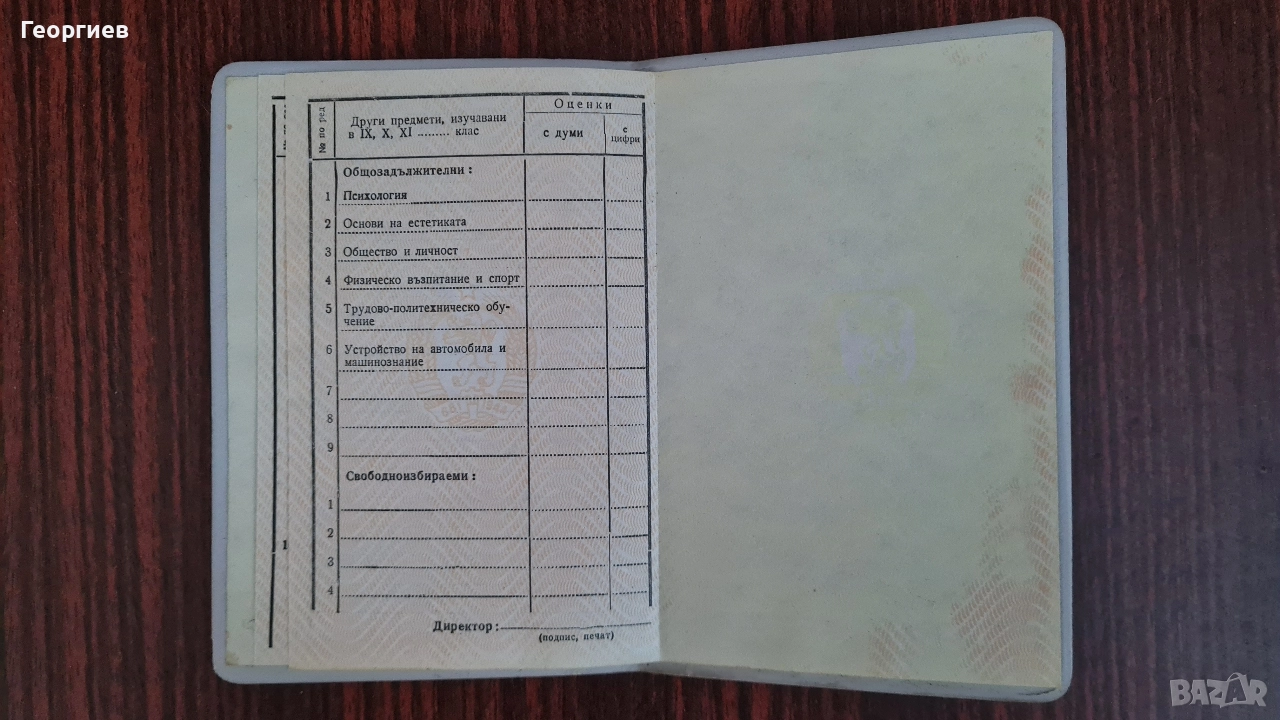 Георгиев
№ по ред
Други предмети, изучавани
в IX, X, XI ......... клас
Оценки
с думи
с
цифри
Общозадължителни :
1 Психология
2 Основи на естетиката
3 Общество и личност
4 Физическо възпитание и спорт
5 Трудово-политехническо обу-
чение
6 Устройство на автомобила и
машинознание
7
8
9
Свободноизбираеми :
1
2
3
4
1
Директор :
(подпис, печат)
BAZAR